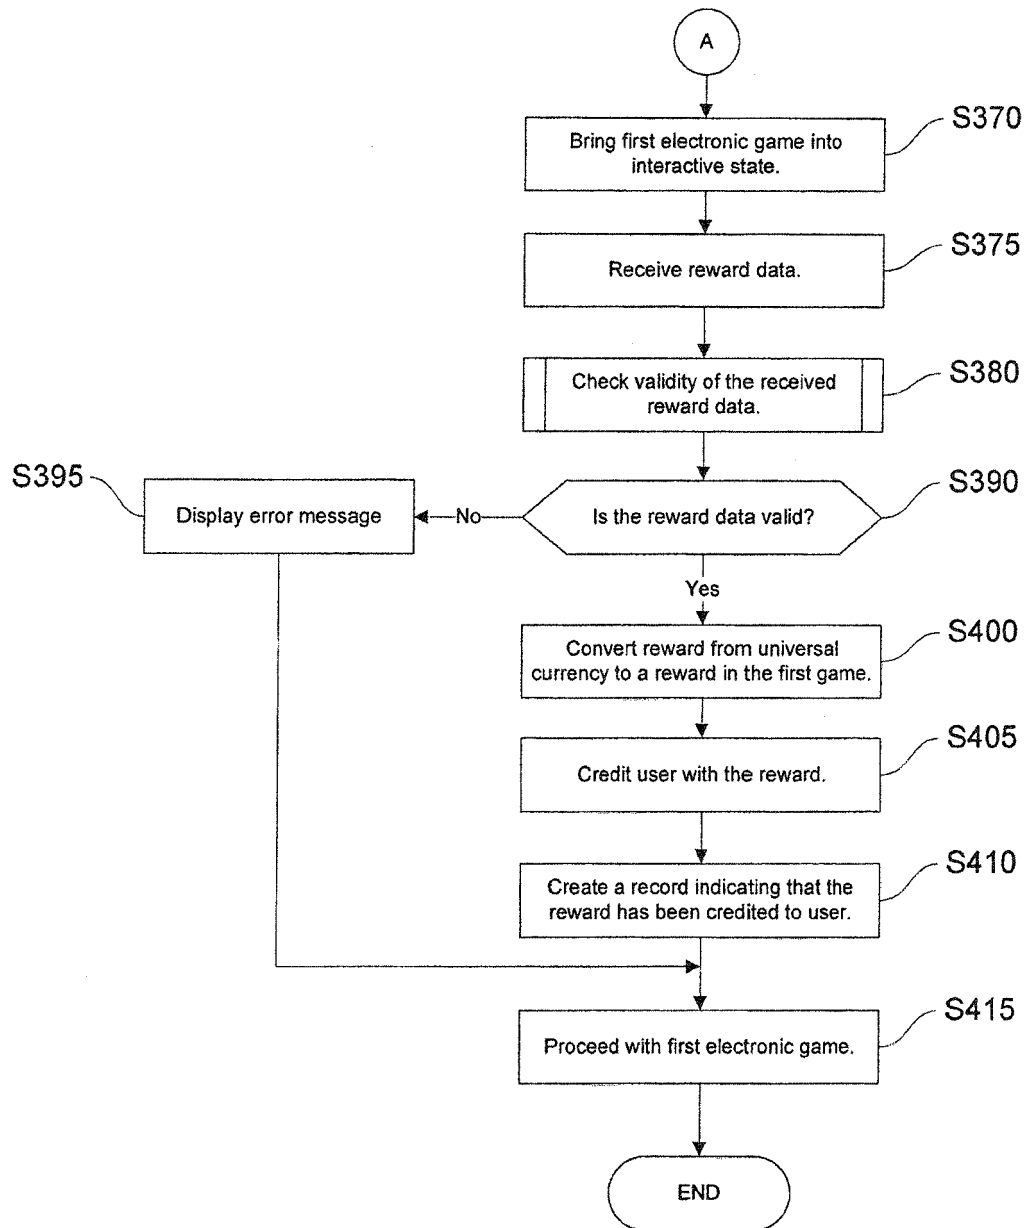 A
S370
Bring first electronic game into
interactive state.
S375
Receive reward data.
S380
Check validity of the received
reward data.
S395
S390
Display error message
No
Is the reward data valid?
Yes
S400
Convert reward from universal
currency to a reward in the first game.
S405
Credit user with the reward.
S410
Create a record indicating that the
reward has been credited to user.
S415
Proceed with first electronic game.
END